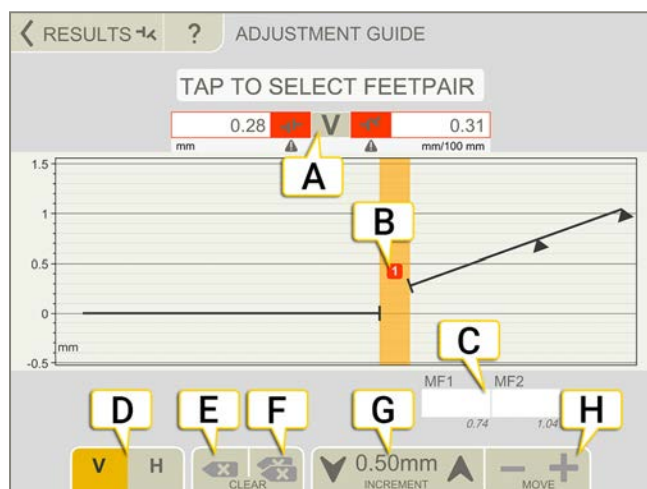 RESULTS ? ADJUSTMENT GUIDE
TAP TO SELECT FEETPAIR
0.28 V 0.31
mm mm/100 mm
A
1.5
1
B
1
0.5
0
C
mm
-0.5
MF1 MF2
D E F G H
0.74 1.04
V H 0.50mm
CLEAR INCREMENT MOVE